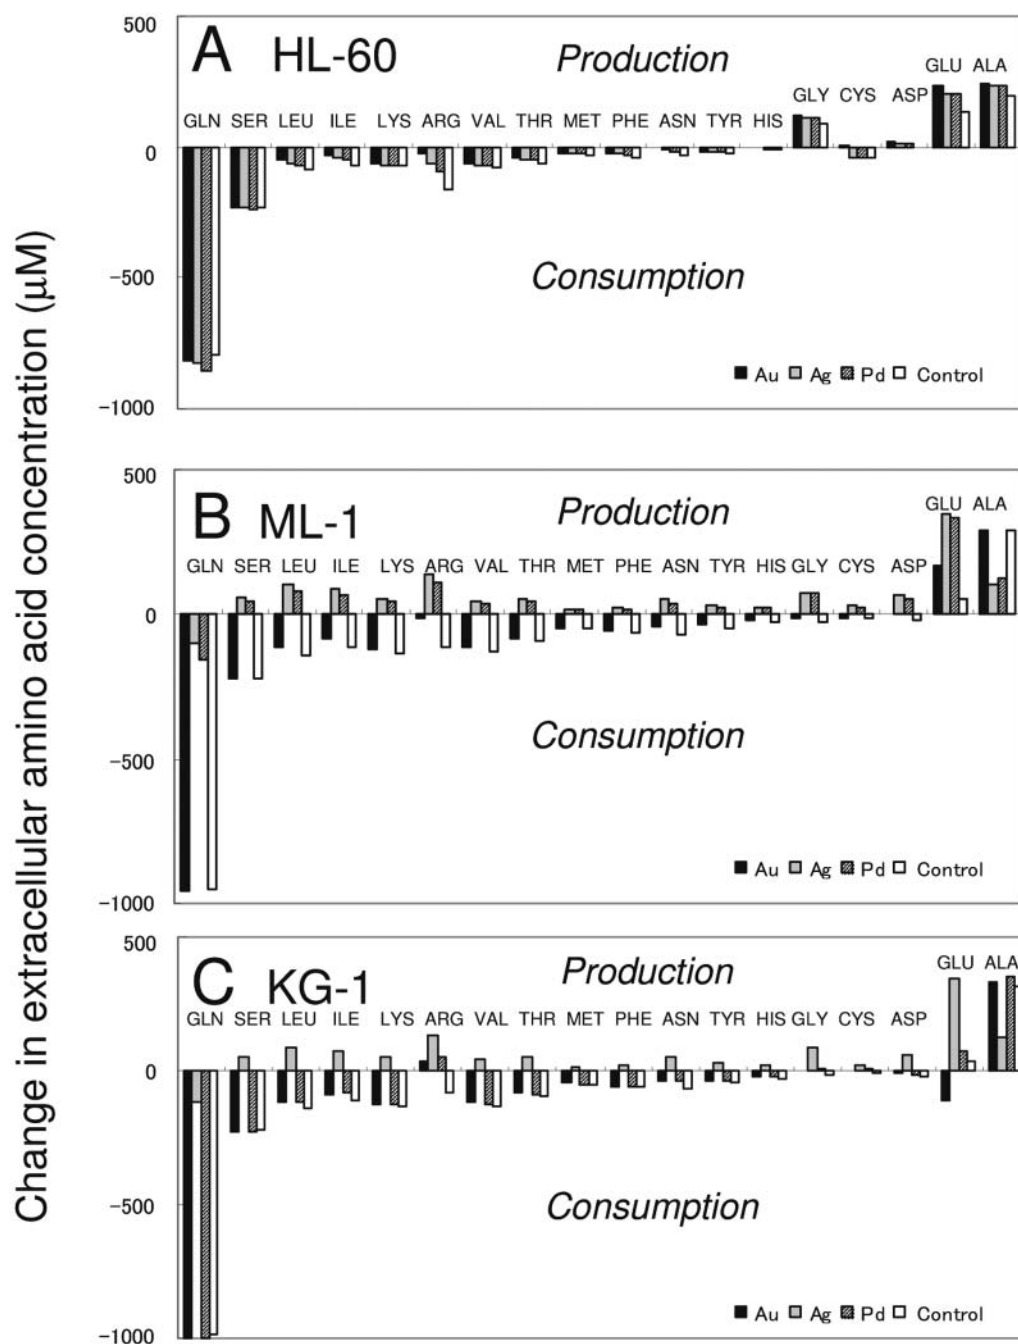 Change in extracellular amino acid concentration (μM)
A HL-60
Production
500
GLU ALA
GLY CYS ASP
GLN SER LEU ILE LYS ARG VAL THR MET PHE ASN TYR HIS
0
Consumption
−500
Au Ag Pd Control
−1000
500
B ML-1
Production
GLU ALA
GLN SER LEU ILE LYS ARG VAL THR MET PHE ASN TYR HIS GLY CYS ASP
0
Consumption
−500
Au Ag Pd Control
−1000
500
C KG-1
Production
GLU ALA
GLN SER LEU ILE LYS ARG VAL THR MET PHE ASN TYR HIS GLY CYS ASP
0
−500
Consumption
Au Ag Pd Control
−1000